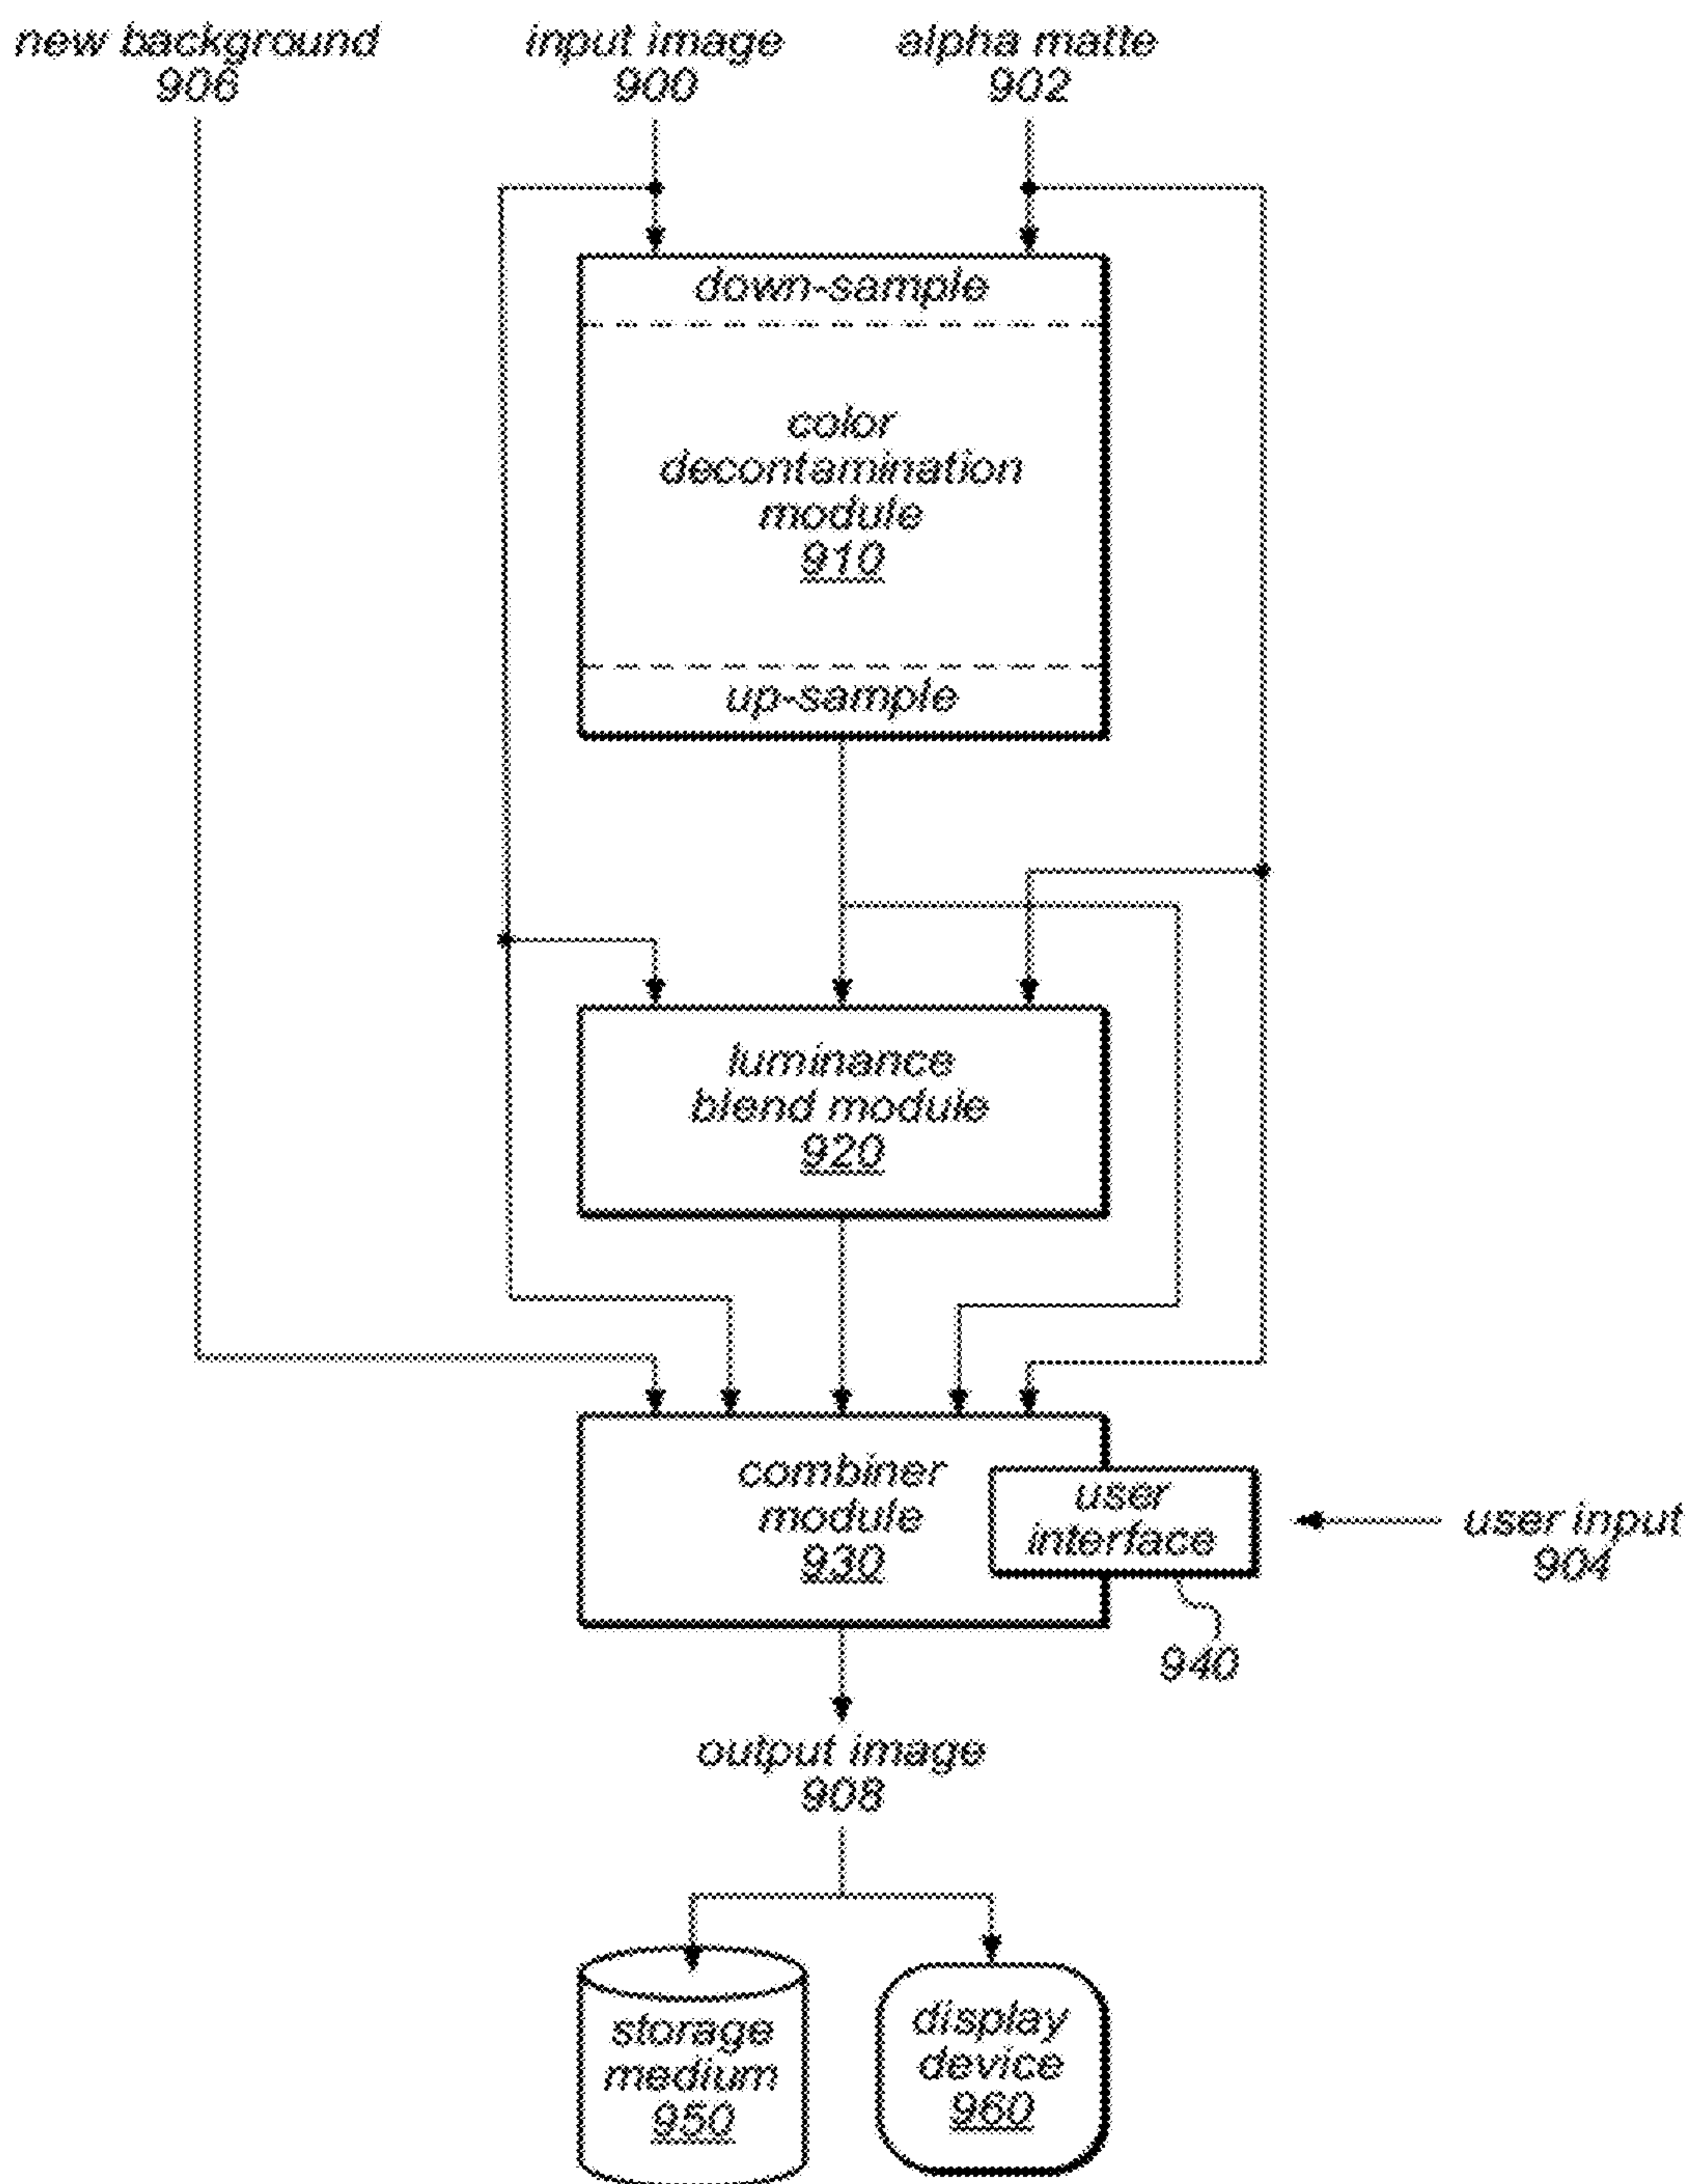 new background
906
input image
900
alpha matte
902
down-sample
color
decontamination
module
910
up-sample
luminance
blend module
920
combiner
module
930
user
interface
user input
904
940
output image
908
storage
medium
950
display
device
960